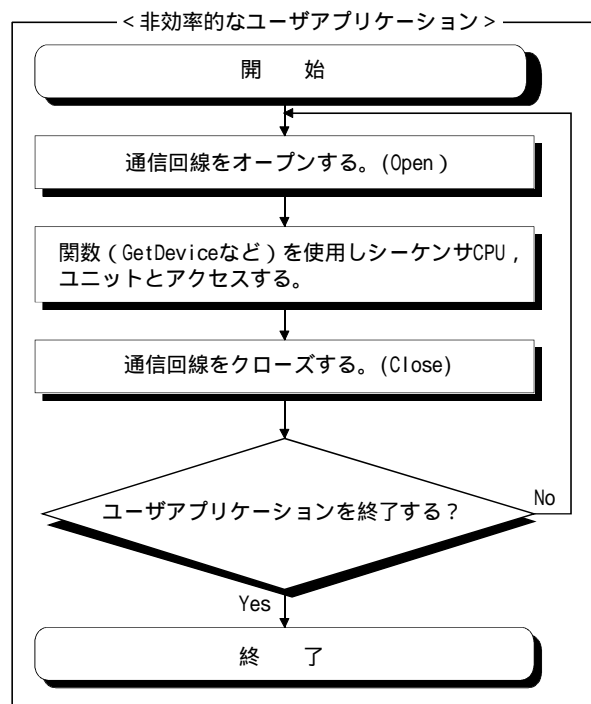 ＜非効率的なユーザアプリケーション＞
開　　始
通信回線をオープンする。(Open)
関数（GetDeviceなど）を使用しシーケンサCPU，
ユニットとアクセスする。
通信回線をクローズする。(Close)
ユーザアプリケーションを終了する？
No
Yes
終　　了